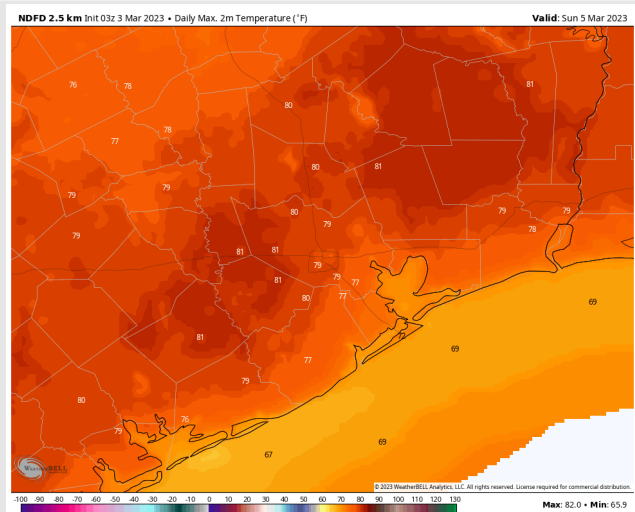 NDFD 2.5 km Init 03z 3 Mar 2023 • Daily Max. 2m Temperature (°F) Valid: Sun 5 Mar 2023
76 78 81
80
78
77
80 81
79 79
80 79 79 79
79 78
81 81
79
81 79 77
80 77 69
81 72
69
77
79
80
76
79 69
67
WeatherBELL
© 2023 WeatherBELL Analytics, LLC. All rights reserved. License required for commercial distribution.
-100 -90 -80 -70 -60 -50 -40 -30 -20 -10 0 10 20 30 40 50 60 70 80 90 100 110 120 130
Max: 82.0 • Min: 65.9